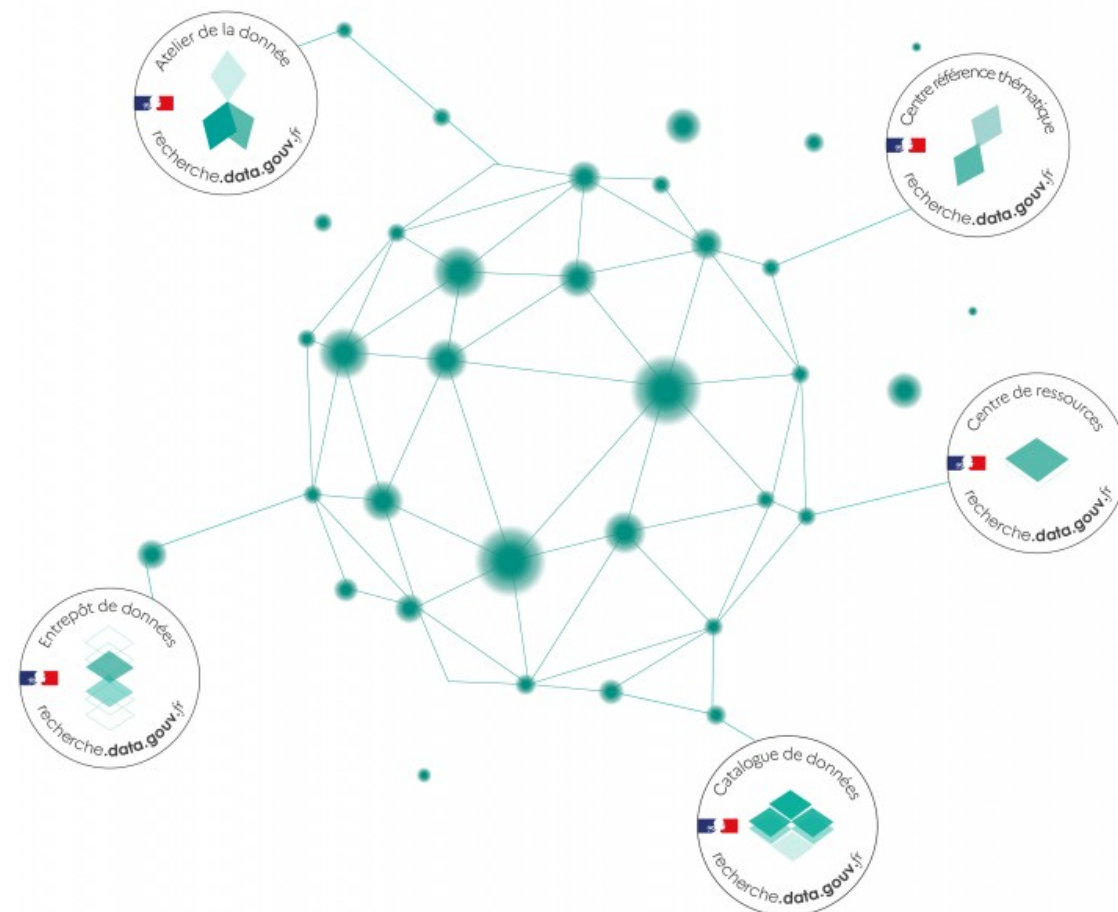 Atelier de la donnée
recherche.data.gouv.fr
Centre référence thématique
recherche.data.gouv.fr
Centre de ressources
recherche.data.gouv.fr
Entrepôt de données
recherche.data.gouv.fr
Catalogue de données
recherche.data.gouv.fr